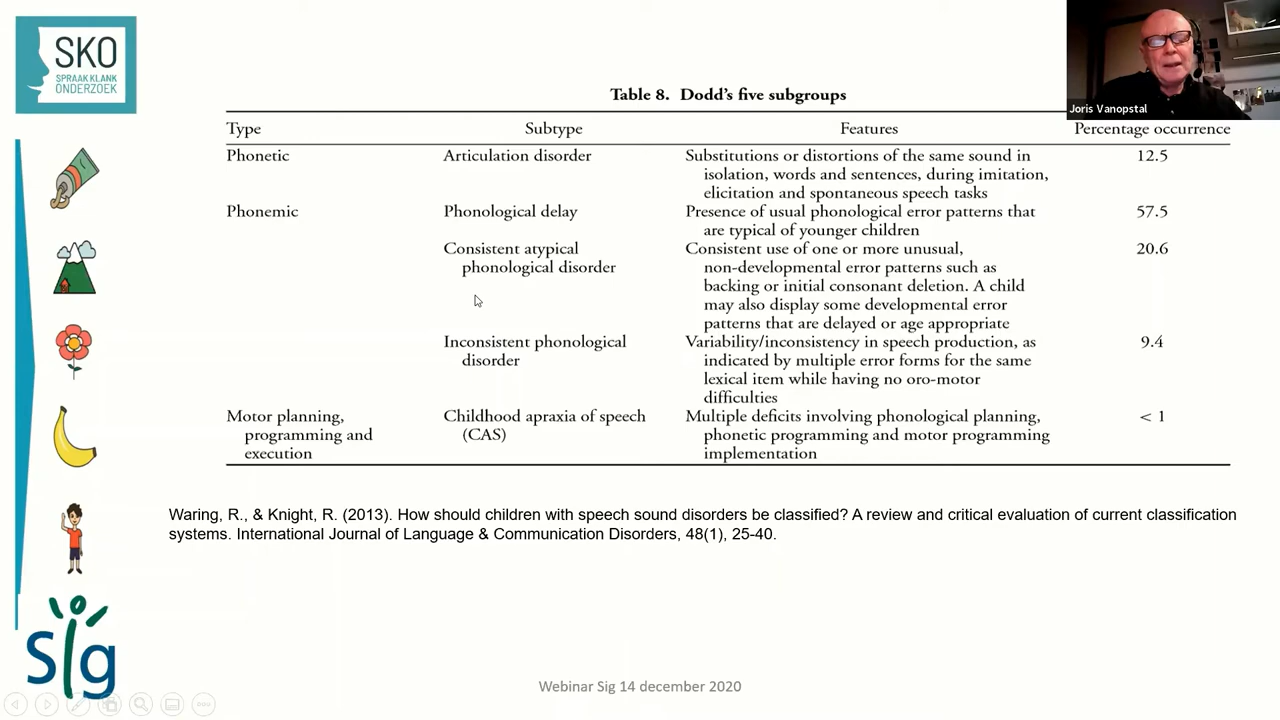 SKO
SPRAAK KLANK
ONDERZOEK
Joris Vanopstal
Table 8. Dodd's five subgroups
Type Subtype Features Percentage occurrence
Phonetic Articulation disorder Substitutions or distortions of the same sound in 12.5
isolation, words and sentences, during imitation,
elicitation and spontaneous speech tasks
Phonemic Phonological delay Presence of usual phonological error patterns that 57.5
are typical of younger children
Consistent atypical Consistent use of one or more unusual, 20.6
phonological disorder non-developmental error patterns such as
backing or initial consonant deletion. A child
may also display some developmental error
patterns that are delayed or age appropriate
Inconsistent phonological Variability/inconsistency in speech production, as 9.4
disorder indicated by multiple error forms for the same
lexical item while having no oro-motor
difficulties
Motor planning, Childhood apraxia of speech Multiple deficits involving phonological planning, < 1
programming and (CAS) phonetic programming and motor programming
execution implementation
Waring, R., & Knight, R. (2013). How should children with speech sound disorders be classified? A review and critical evaluation of current classification
systems. International Journal of Language & Communication Disorders, 48(1), 25-40.
Sig
Webinar Sig 14 december 2020